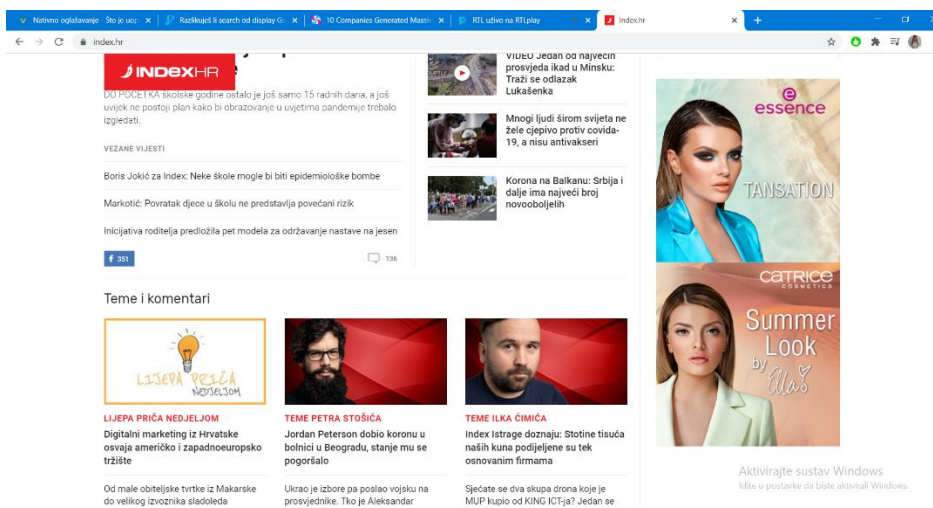 Nativno oglašavanje - Što je uop
Razlikuješ li search od display Go
10 Companies Generated Massiv
RTL uživo na RTLplay
Index.hr
index.hr
INDEXHR
DO POČETKA školske godine ostalo je još samo 15 radnih dana, a još
uvijek ne postoji plan kako bi obrazovanje u uvjetima pandemije trebalo
izgledati.
VEZANE VIJESTI
Boris Jokić za Index: Neke škole mogle bi biti epidemiološke bombe
Markotić: Povratak djece u školu ne predstavlja povećani rizik
Inicijativa roditelja predložila pet modela za održavanje nastave na jesen
f 351
136
VIDEO Jedan od najvećih
prosvjeda ikad u Minsku:
Traži se odlazak
Lukašenka
Mnogi ljudi širom svijeta ne
žele cjepivo protiv covida-
19, a nisu antivakseri
Korona na Balkanu: Srbija i
dalje ima najveći broj
novooboljelih
essence
TANSATION
CATRICE
COSMETICS
Summer
Look
by
Ella
Teme i komentari
LIJEPA PRIČA
NEDJELJOM
LIJEPA PRIČA NEDJELJOM
Digitalni marketing iz Hrvatske
osvaja američko i zapadnoeuropsko
tržište
Od male obiteljske tvrtke iz Makarske
do velikog izvoznika sladoleda
TEME PETRA STOŠIĆA
Jordan Peterson dobio koronu u
bolnici u Beogradu, stanje mu se
pogoršalo
Ukrao je izbore pa poslao vojsku na
prosvjednike. Tko je Aleksandar
TEME ILKA ĆIMIĆA
Index Istrage doznaju: Stotine tisuća
naših kuna podijeljene su tek
osnovanim firmama
Sjećate se dva skupa drona koje je
MUP kupio od KING ICT-ja? Jedan se
Aktivirajte sustav Windows
Idite u postavke da biste aktivirali Windows.